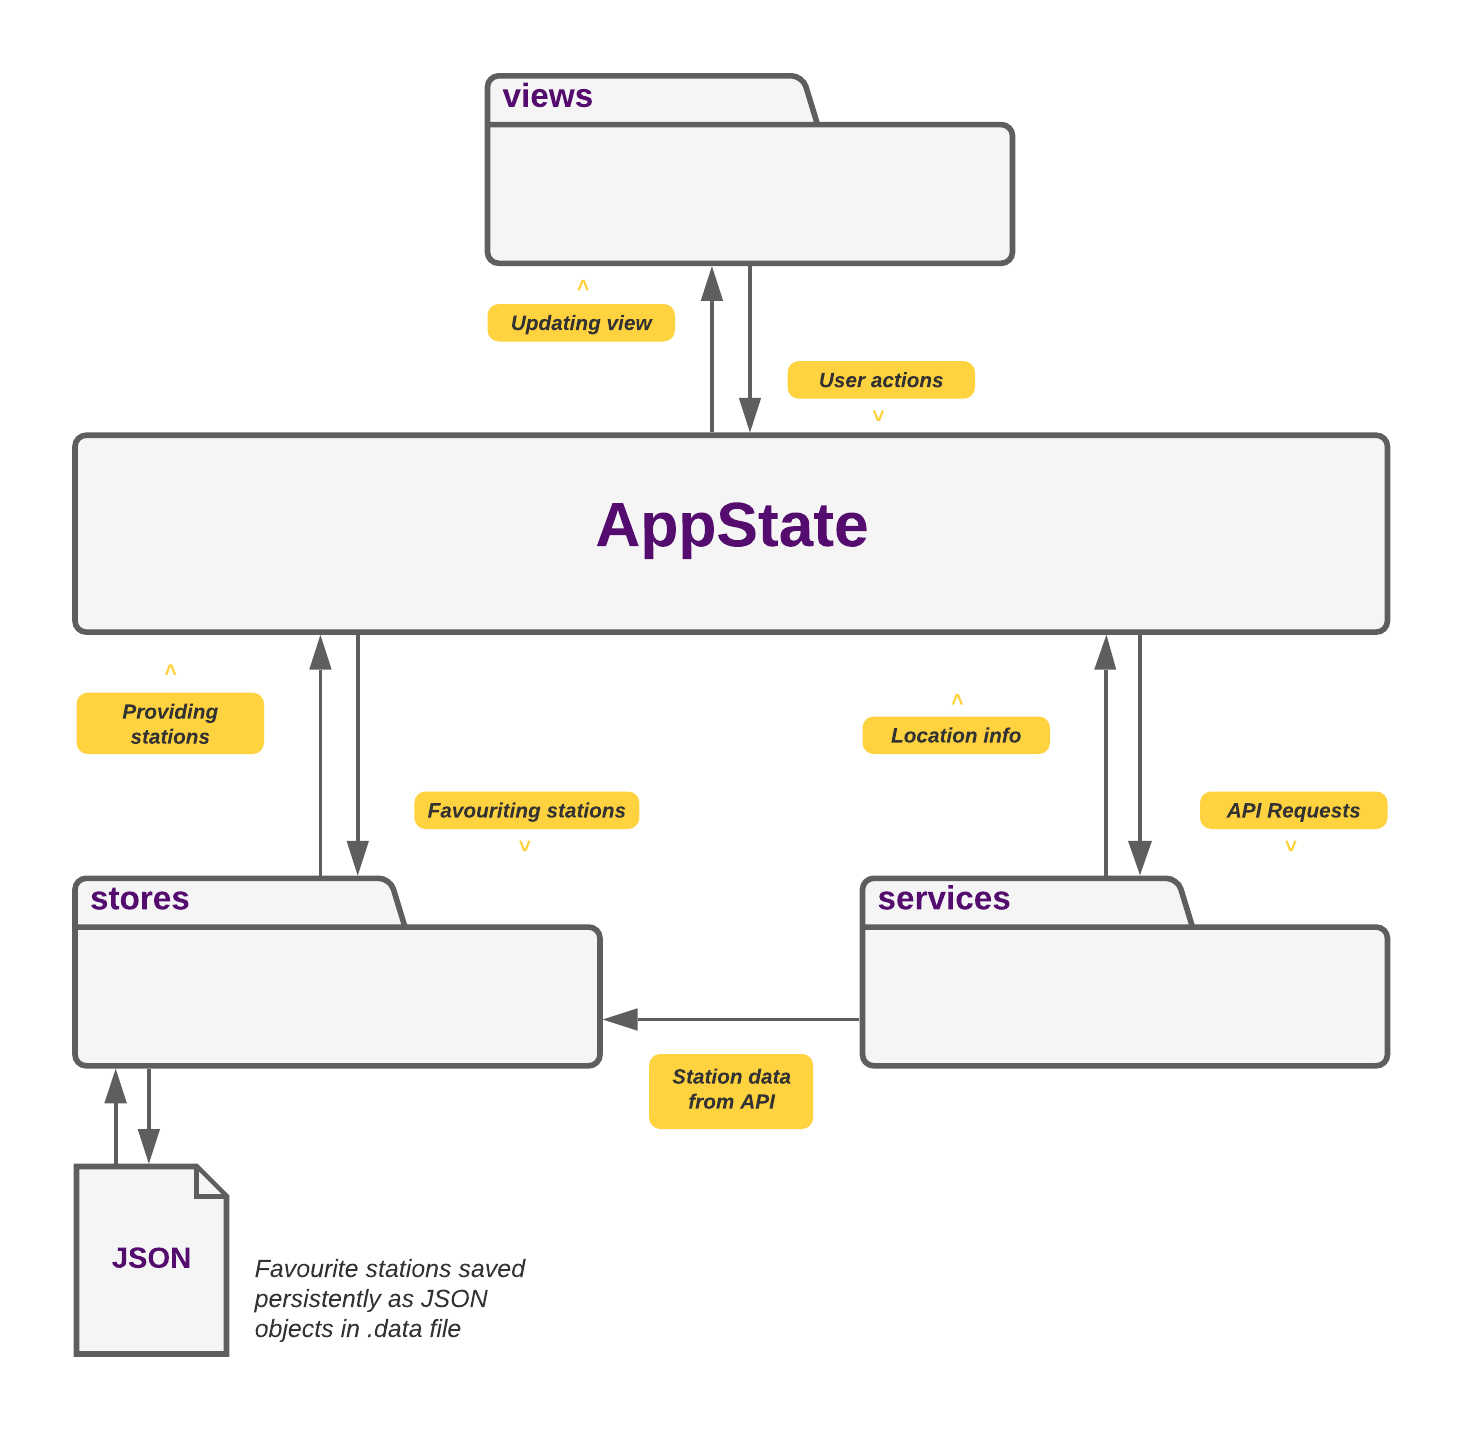 views
^
Updating view
User actions
v
AppState
^
Providing
stations
^
Location info
Favouriting stations
v
API Requests
v
stores
services
Station data
from API
JSON
Favourite stations saved
persistently as JSON
objects in .data file